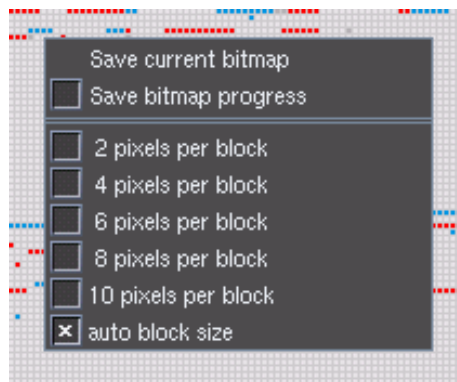 Save current bitmap
Save bitmap progress
2 pixels per block
4 pixels per block
6 pixels per block
8 pixels per block
10 pixels per block
auto block size